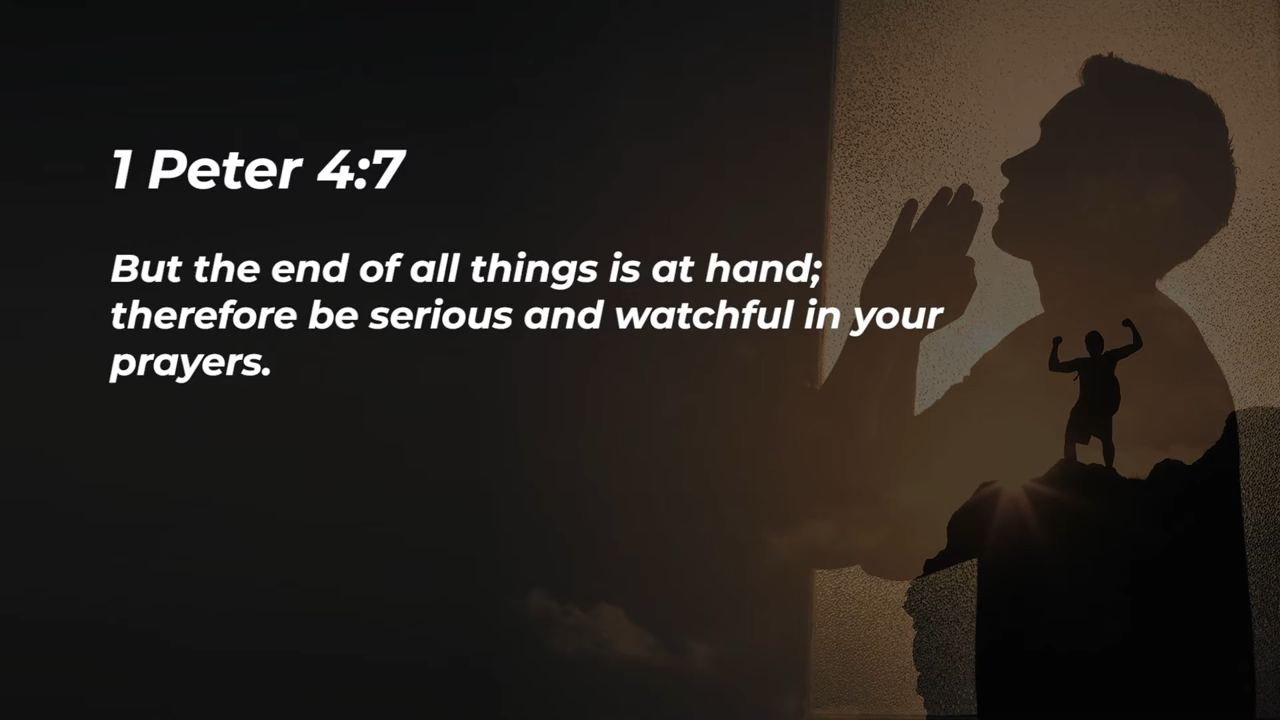 1 Peter 4:7
But the end of all things is at hand;
therefore be serious and watchful in your
prayers.